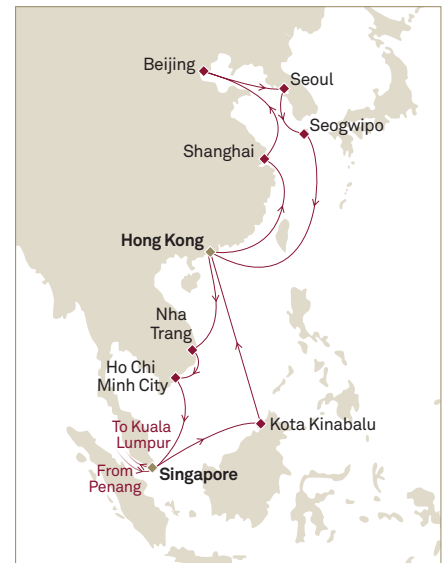 Beijing
Seoul
Seogwipo
Shanghai
Hong Kong
Nha
Trang
Ho Chi
Minh City
To Kuala
Lumpur
Kota Kinabalu
From
Penang
Singapore